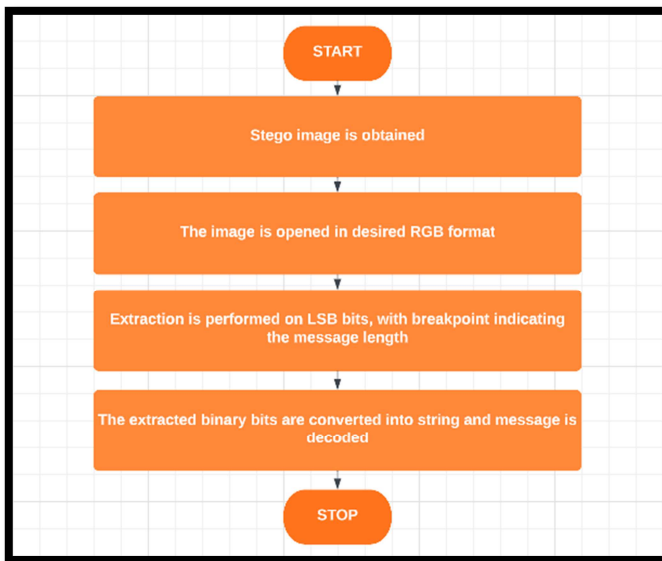 START
Stego image is obtained
The image is opened in desired RGB format
Extraction is performed on LSB bits, with breakpoint indicating
the message length
The extracted binary bits are converted into string and message is
decoded
STOP